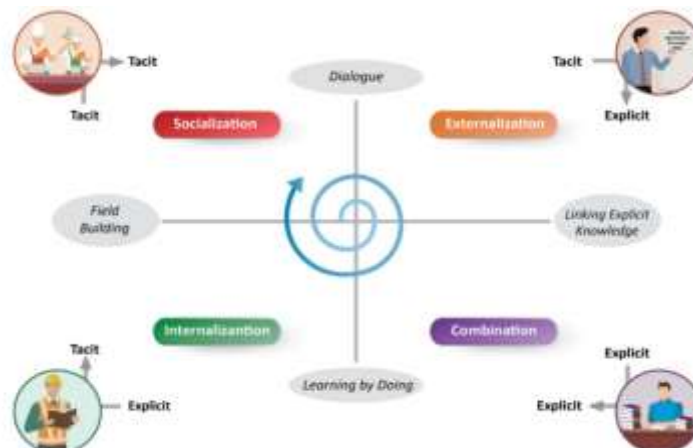 Tacit
Tacit
Socialization
Dialogue
Tacit
Explicit
Externalization
Field
Building
Linking Explicit
Knowledge
Internalizantion
Combination
Tacit
Explicit
Learning by Doing
Explicit
Explicit